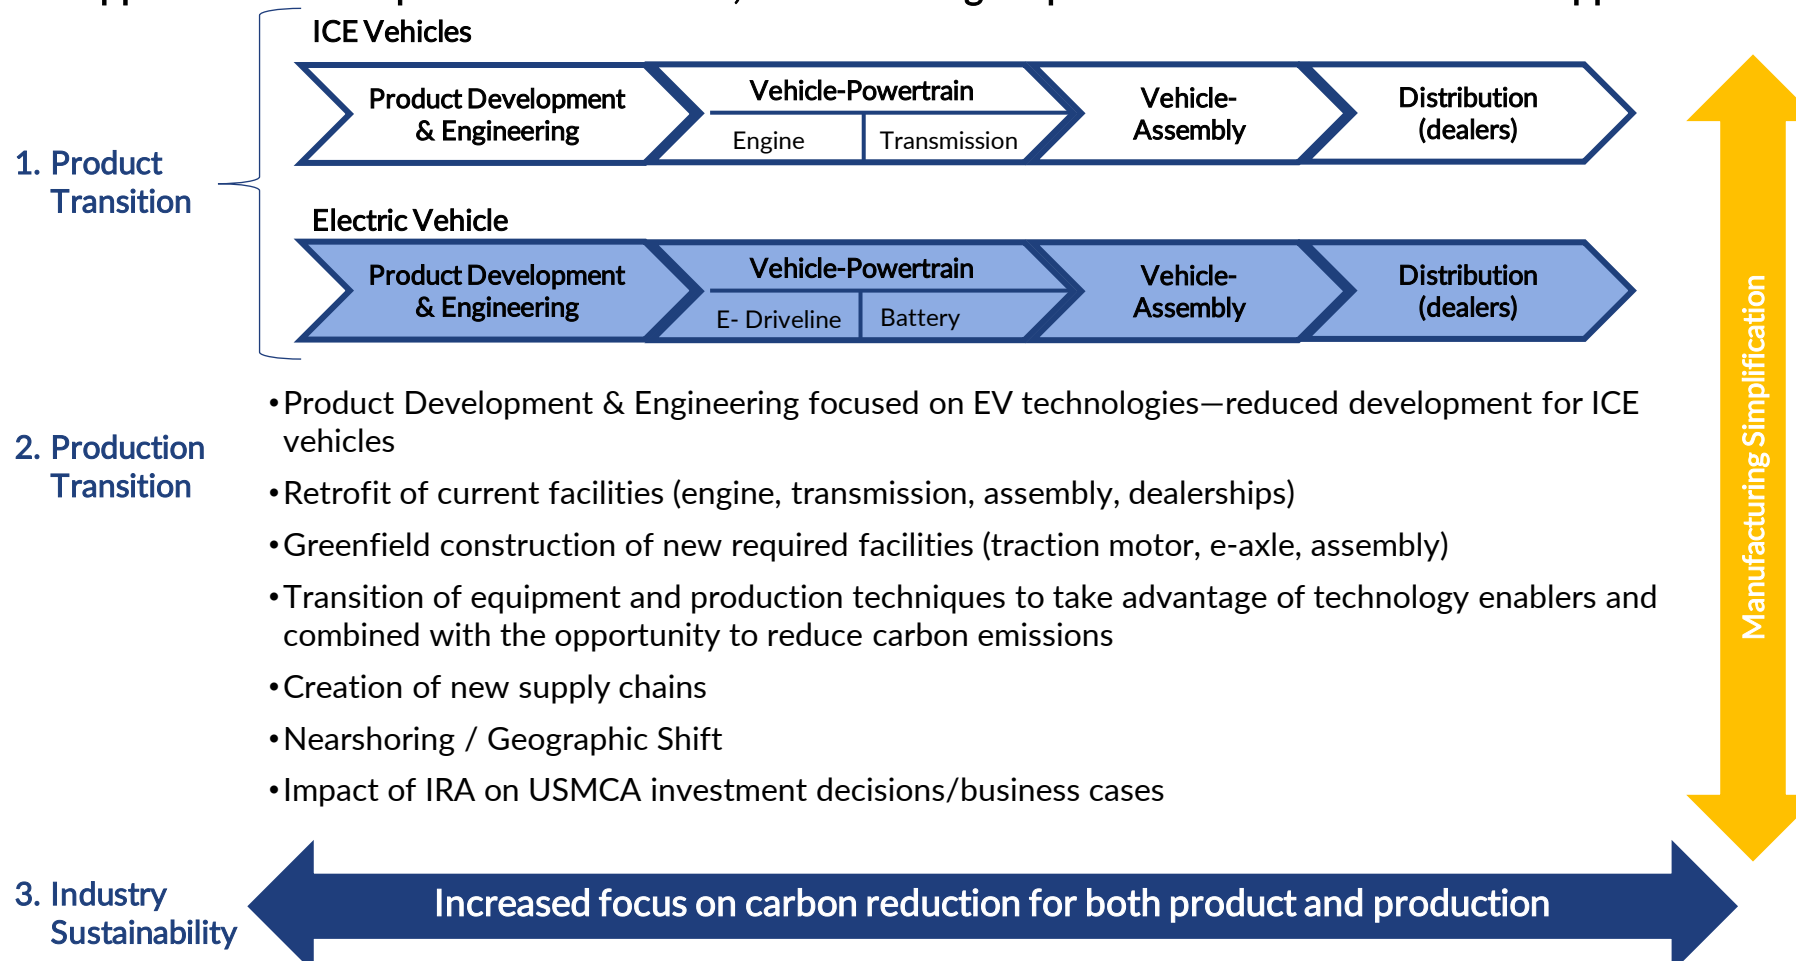 ICE Vehicles
Product Development
& Engineering
Vehicle-Powertrain
Engine
Transmission
Vehicle-
Assembly
Distribution
(dealers)
1. Product
Transition
Electric Vehicle
Product Development
& Engineering
Vehicle-Powertrain
E- Driveline
Battery
Vehicle-
Assembly
Distribution
(dealers)
2. Production
Transition
•Product Development & Engineering focused on EV technologies—reduced development for ICE
vehicles
•Retrofit of current facilities (engine, transmission, assembly, dealerships)
•Greenfield construction of new required facilities (traction motor, e-axle, assembly)
•Transition of equipment and production techniques to take advantage of technology enablers and
combined with the opportunity to reduce carbon emissions
•Creation of new supply chains
•Nearshoring / Geographic Shift
•Impact of IRA on USMCA investment decisions/business cases
Manufacturing Simplification
3. Industry
Sustainability
Increased focus on carbon reduction for both product and production